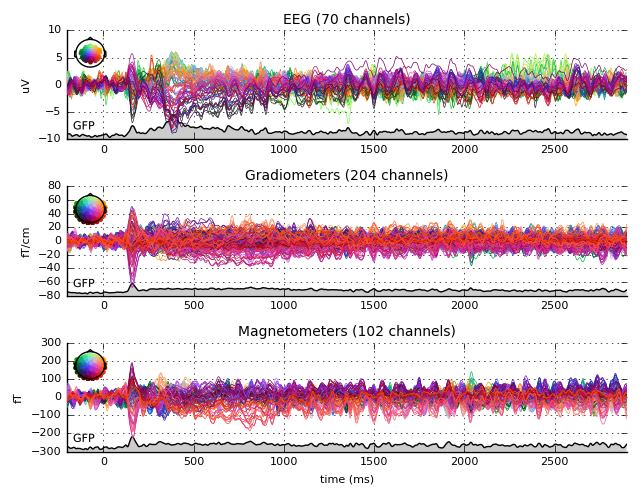 EEG (70 channels)
10
5
0
−5
−10
uV
GFP
0 500 1000 1500 2000 2500
Gradiometers (204 channels)
80
60
40
20
0
−20
−40
−60
−80
fT/cm
GFP
0 500 1000 1500 2000 2500
Magnetometers (102 channels)
300
200
100
0
−100
−200
−300
fT
GFP
0 500 1000 1500 2000 2500
time (ms)